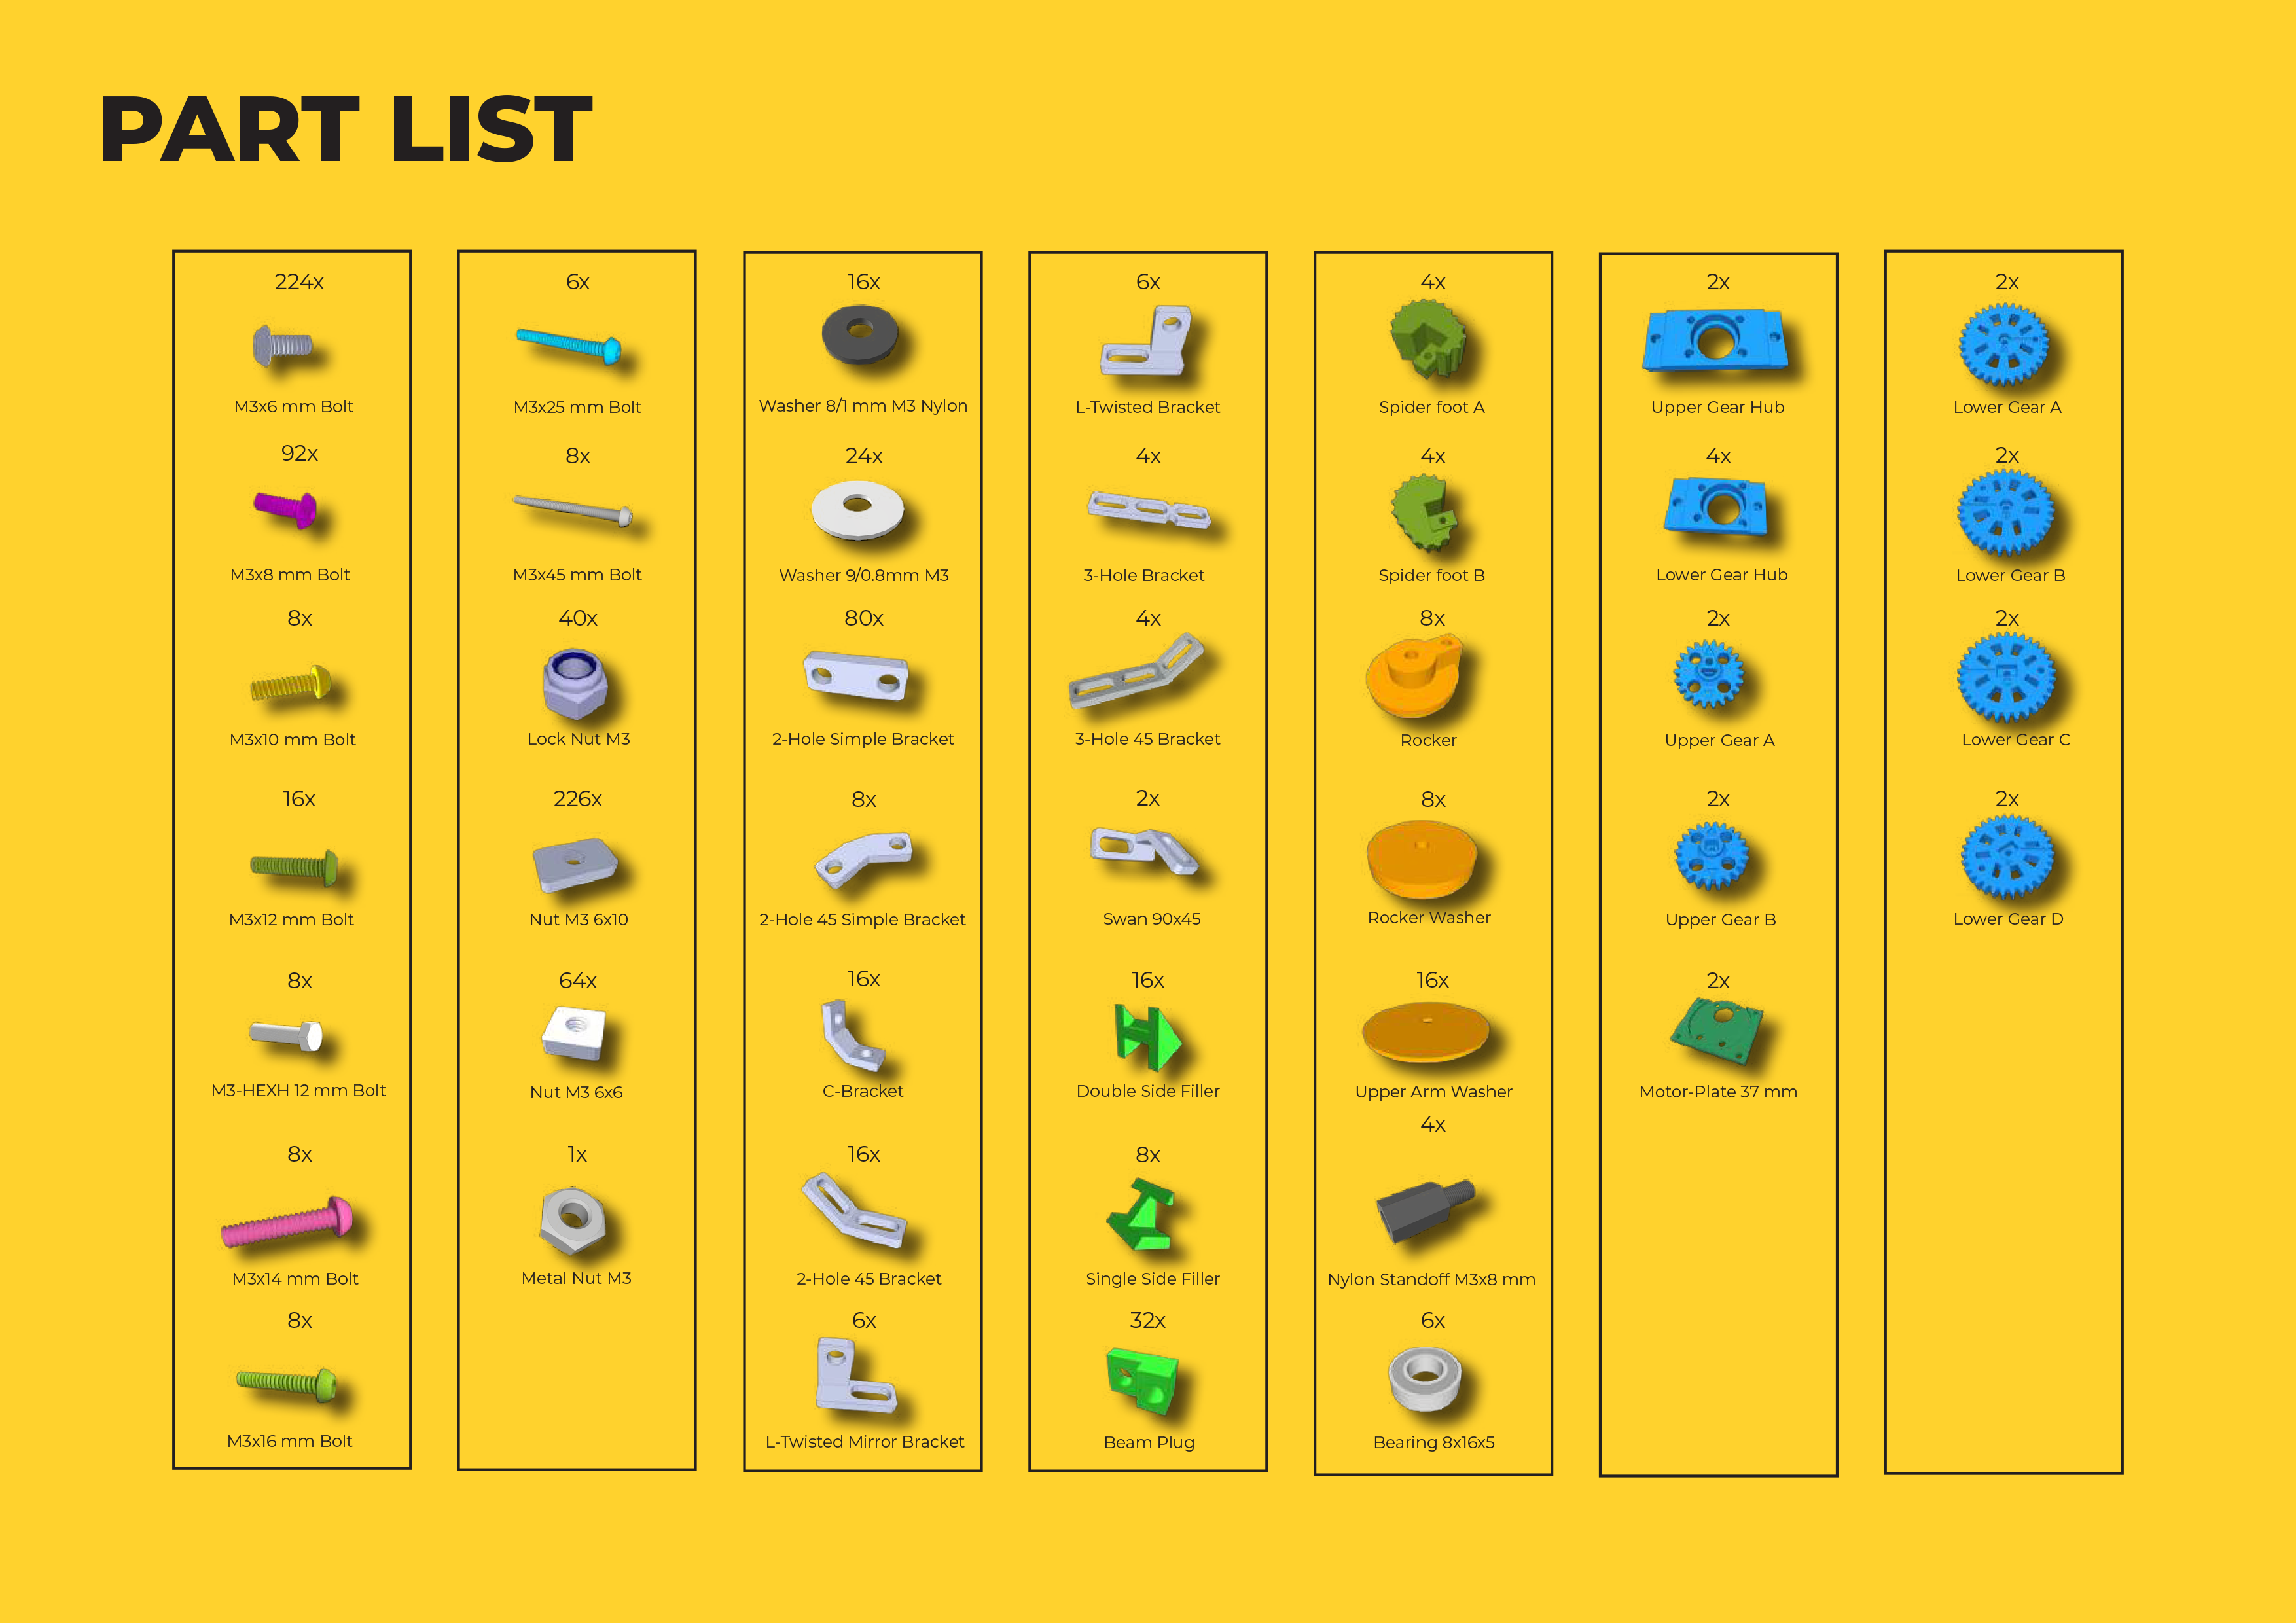 PART LIST
224x
M3x6 mm Bolt
92x
M3x8 mm Bolt
8x
M3x10 mm Bolt
16x
M3x12 mm Bolt
8x
M3-HEXH 12 mm Bolt
8x
M3x14 mm Bolt
8x
M3x16 mm Bolt
6x
M3x25 mm Bolt
8x
M3x45 mm Bolt
40x
Lock Nut M3
226x
Nut M3 6x10
64x
Nut M3 6x6
1x
Metal Nut M3
16x
Washer 8/1 mm M3 Nylon
24x
Washer 9/0.8mm M3
80x
2-Hole Simple Bracket
8x
2-Hole 45 Simple Bracket
16x
C-Bracket
16x
2-Hole 45 Bracket
6x
L-Twisted Mirror Bracket
6x
L-Twisted Bracket
4x
3-Hole Bracket
4x
3-Hole 45 Bracket
2x
Swan 90x45
16x
Double Side Filler
8x
Single Side Filler
32x
Beam Plug
4x
Spider foot A
4x
Spider foot B
8x
Rocker
8x
Rocker Washer
16x
Upper Arm Washer
4x
Nylon Standoff M3x8 mm
6x
Bearing 8x16x5
2x
Upper Gear Hub
4x
Lower Gear Hub
2x
Upper Gear A
2x
Upper Gear B
2x
Motor-Plate 37 mm
2x
Lower Gear A
2x
Lower Gear B
2x
Lower Gear C
2x
Lower Gear D